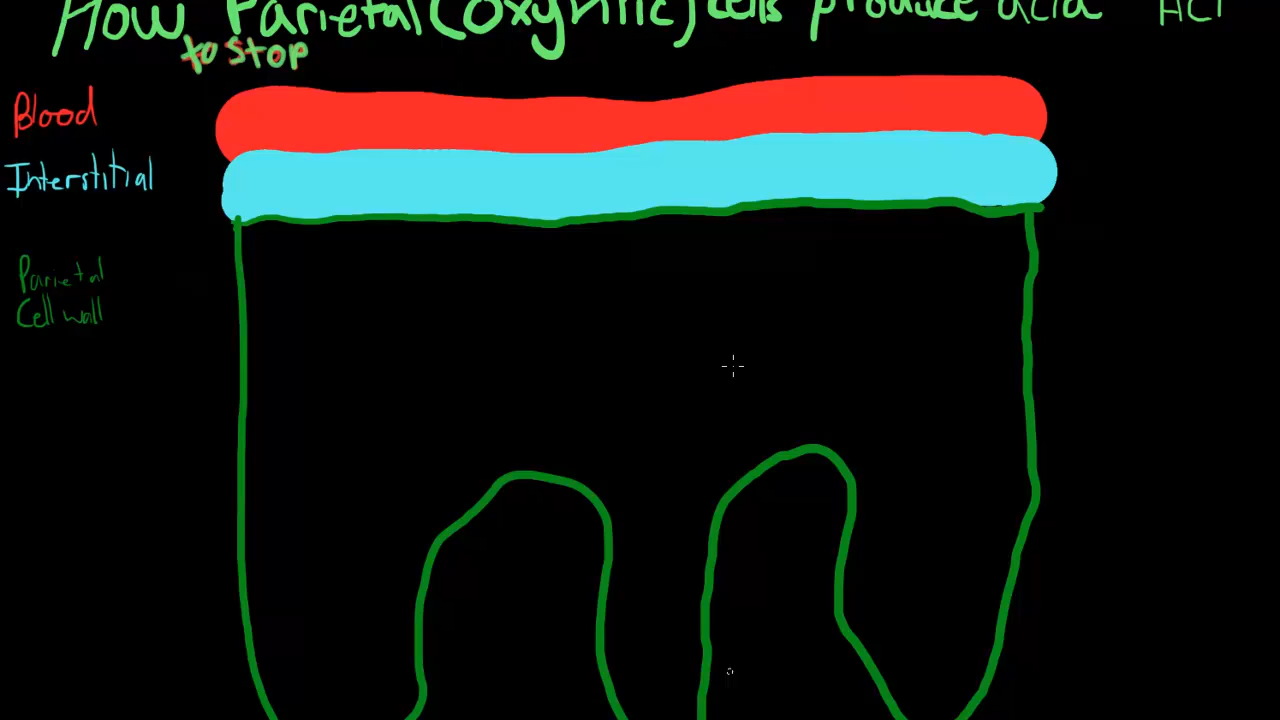 How Parietal (oxyntic) cells produce acid HCl
to stop
Blood
Interstitial
Parietal
Cell wall